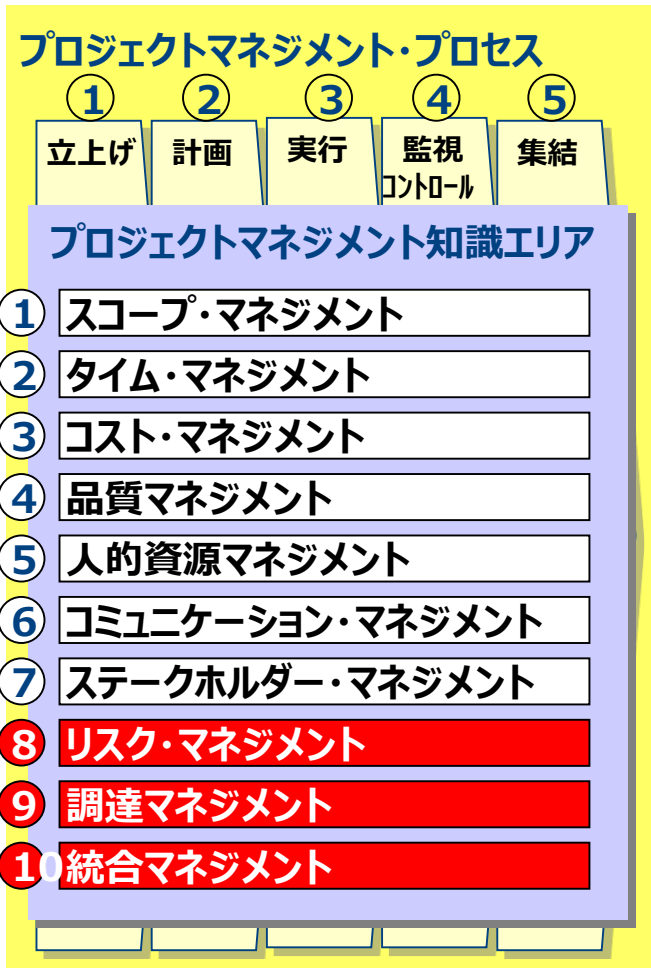 プロジェクトマネジメント・プロセス
① ② ③ ④ ⑤
立上げ 計画 実行 監視 集結
コントロール
プロジェクトマネジメント知識エリア
① スコープ・マネジメント
② タイム・マネジメント
③ コスト・マネジメント
④ 品質マネジメント
⑤ 人的資源マネジメント
⑥ コミュニケーション・マネジメント
⑦ ステークホルダー・マネジメント
8 リスク・マネジメント
9 調達マネジメント
10 統合マネジメント